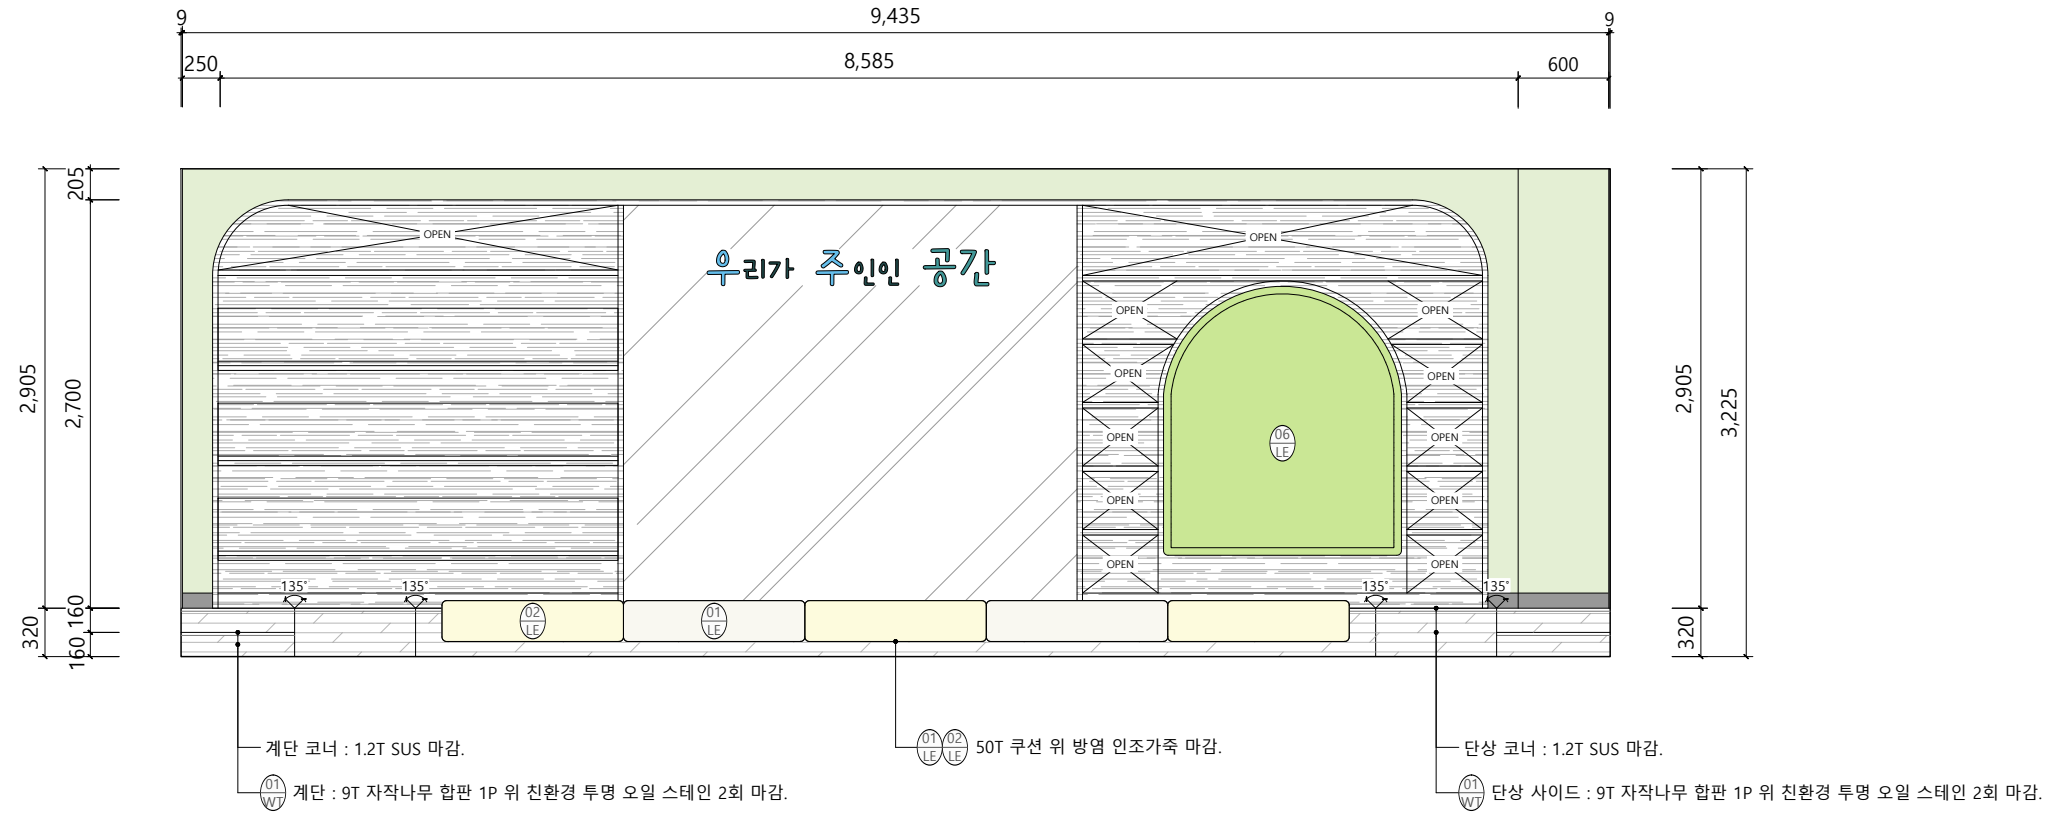 9 9,435 9
250 8,585 600
205
2,905
2,700
160
320
160
2,905
3,225
320
우리가 주인인 공간
OPEN
OPEN
OPEN
OPEN
OPEN
OPEN
OPEN
OPEN
OPEN
OPEN
OPEN
OPEN
06
LE
135°
135°
135°
135°
02
LE
01
LE
계단 코너 : 1.2T SUS 마감.
01
WT
계단 : 9T 자작나무 합판 1P 위 친환경 투명 오일 스테인 2회 마감.
01 02
LE LE
50T 쿠션 위 방염 인조가죽 마감.
단상 코너 : 1.2T SUS 마감.
01
WT
단상 사이드 : 9T 자작나무 합판 1P 위 친환경 투명 오일 스테인 2회 마감.